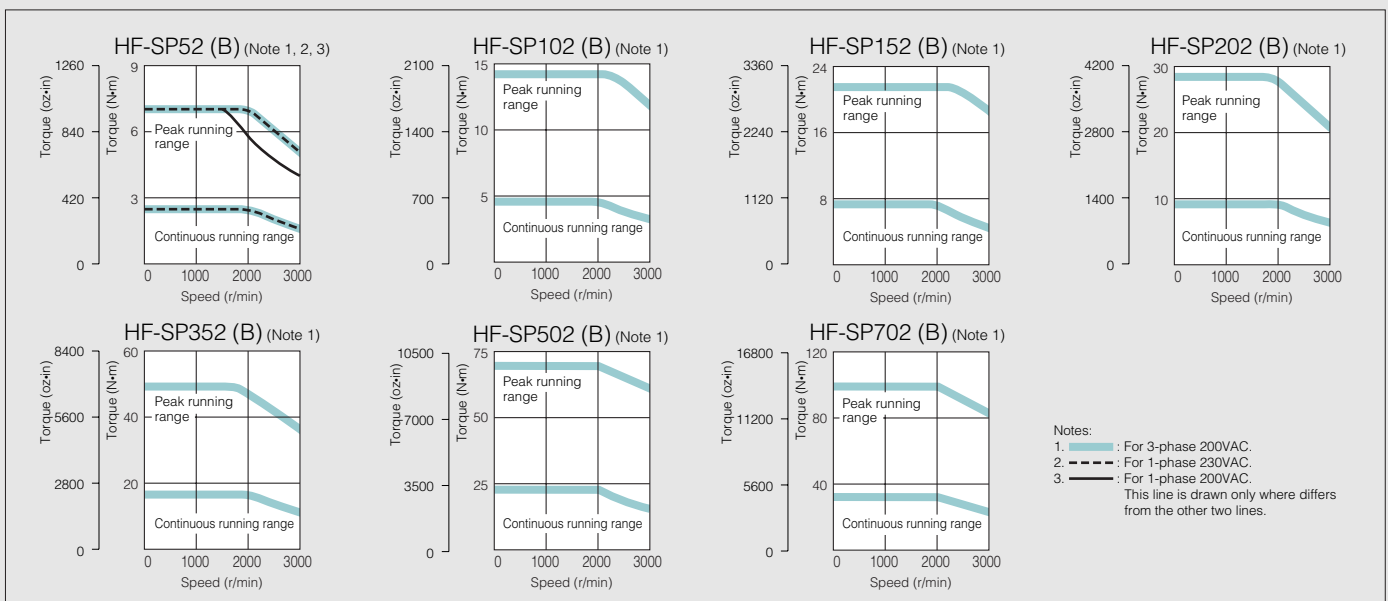 HF-SP52 (B) (Note 1, 2, 3)
Torque (oz•in)
1260
840
420
0
Torque (N•m)
9
6
3
Peak running
range
Continuous running range
0 1000 2000 3000
Speed (r/min)
HF-SP102 (B) (Note 1)
Torque (oz•in)
2100
1400
700
0
Torque (N•m)
15
10
5
Peak running
range
Continuous running range
0 1000 2000 3000
Speed (r/min)
HF-SP152 (B) (Note 1)
Torque (oz•in)
3360
2240
1120
0
Torque (N•m)
24
16
8
Peak running
range
Continuous running range
0 1000 2000 3000
Speed (r/min)
HF-SP202 (B) (Note 1)
Torque (oz•in)
4200
2800
1400
0
Torque (N•m)
30
20
10
Peak running
range
Continuous running range
0 1000 2000 3000
Speed (r/min)
HF-SP352 (B) (Note 1)
Torque (oz•in)
8400
5600
2800
0
Torque (N•m)
60
40
20
Peak running
range
Continuous running range
0 1000 2000 3000
Speed (r/min)
HF-SP502 (B) (Note 1)
Torque (oz•in)
10500
7000
3500
0
Torque (N•m)
75
50
25
Peak running
range
Continuous running range
0 1000 2000 3000
Speed (r/min)
HF-SP702 (B) (Note 1)
Torque (oz•in)
16800
11200
5600
0
Torque (N•m)
120
80
40
Peak running
range
Continuous running range
0 1000 2000 3000
Speed (r/min)
Notes:
1. : For 3-phase 200VAC.
2. : For 1-phase 230VAC.
3. : For 1-phase 200VAC.
This line is drawn only where differs
from the other two lines.